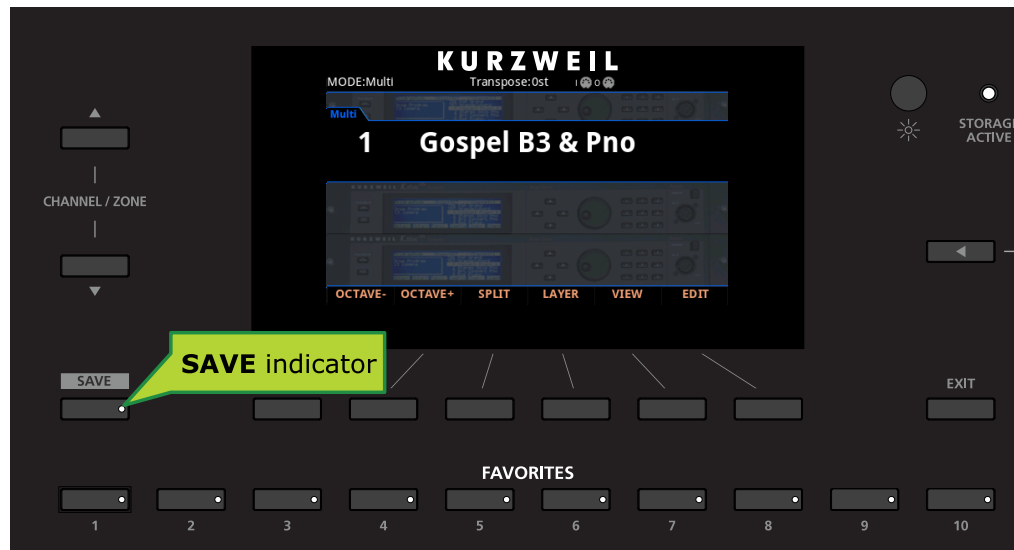 KURZWEIL
MODE:Multi Transpose:0st I O
Multi
1 Gospel B3 & Pno
STORAGE
ACTIVE
CHANNEL / ZONE
OCTAVE- OCTAVE+ SPLIT LAYER VIEW EDIT
SAVE indicator
SAVE
EXIT
FAVORITES
1 2 3 4 5 6 7 8 9 10